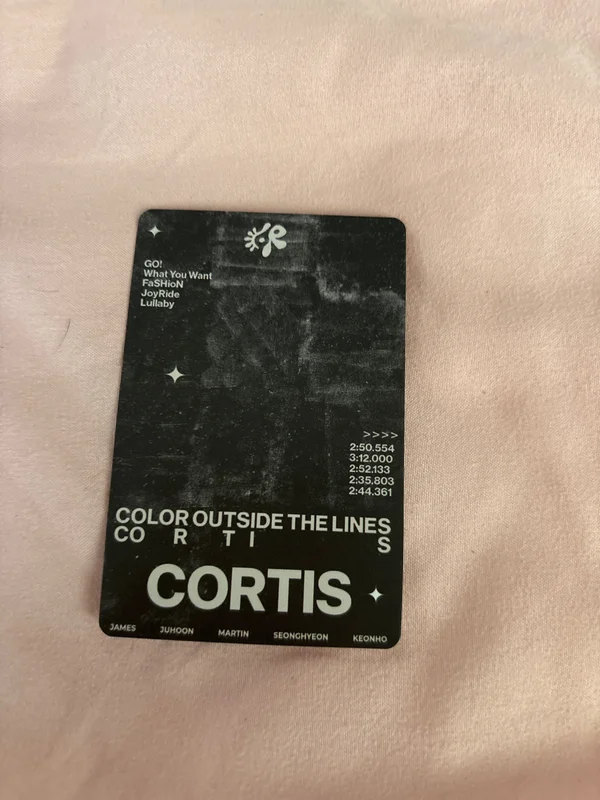 GO!
What You Want
FaSHioN
JoyRide
Lullaby
>>>>
2:50.554
3:12.000
2:52.133
2:35.803
2:44.361
COLOR OUTSIDE THE LINES
CO R T I S
CORTIS
JAMES JUHOON MARTIN SEONGHYEON KEONHO